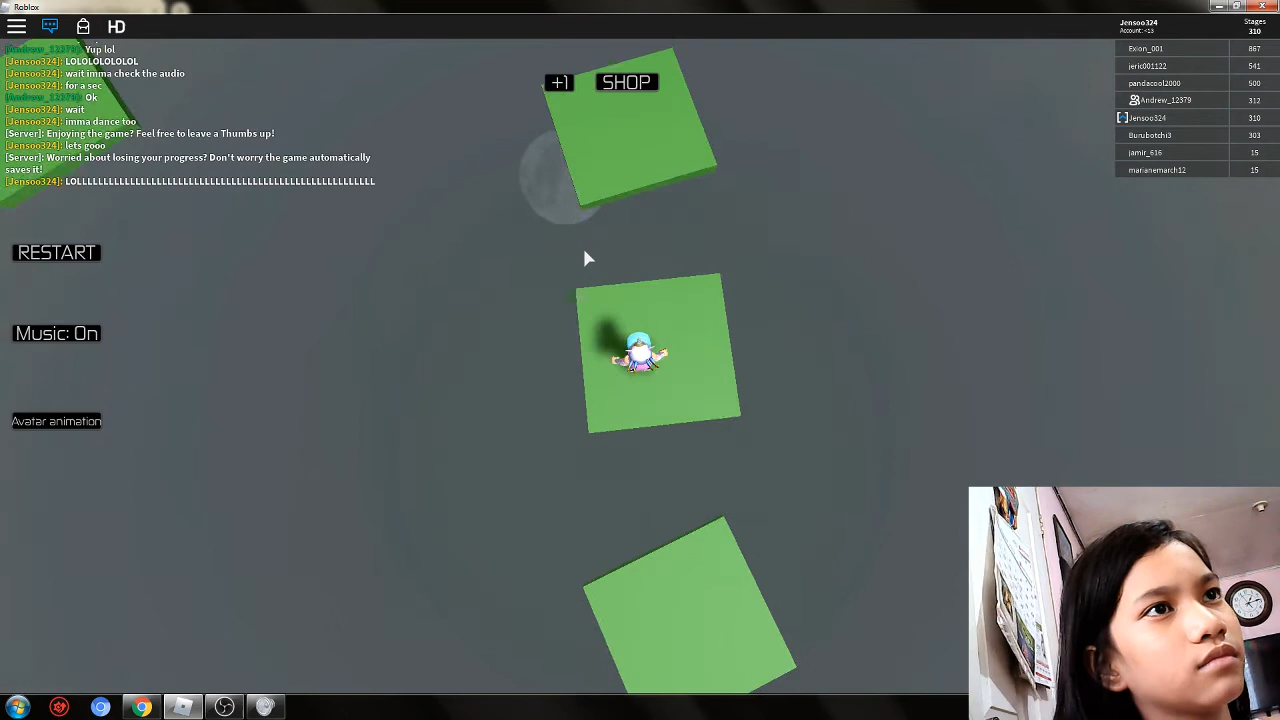 Roblox
HD
[Andrew_12379]: Yup lol
[Jensoo324]: LOLOLOLOLOLOL
[Jensoo324]: wait imma check the audio
[Jensoo324]: for a sec
[Andrew_12379]: Ok
[Jensoo324]: wait
[Jensoo324]: imma dance too
[Server]: Enjoying the game? Feel free to leave a Thumbs up!
[Jensoo324]: lets gooo
[Server]: Worried about losing your progress? Don't worry the game automatically
saves it!
+1 SHOP
RESTART
Music: On
Avatar animation
Jensoo324 Stages
Account: <13 310
Exion_001 867
jeric001122 541
pandacool2000 500
Andrew_12379 312
Jensoo324 310
Burubotchi3 303
jamir_616 15
marianemarch12 15